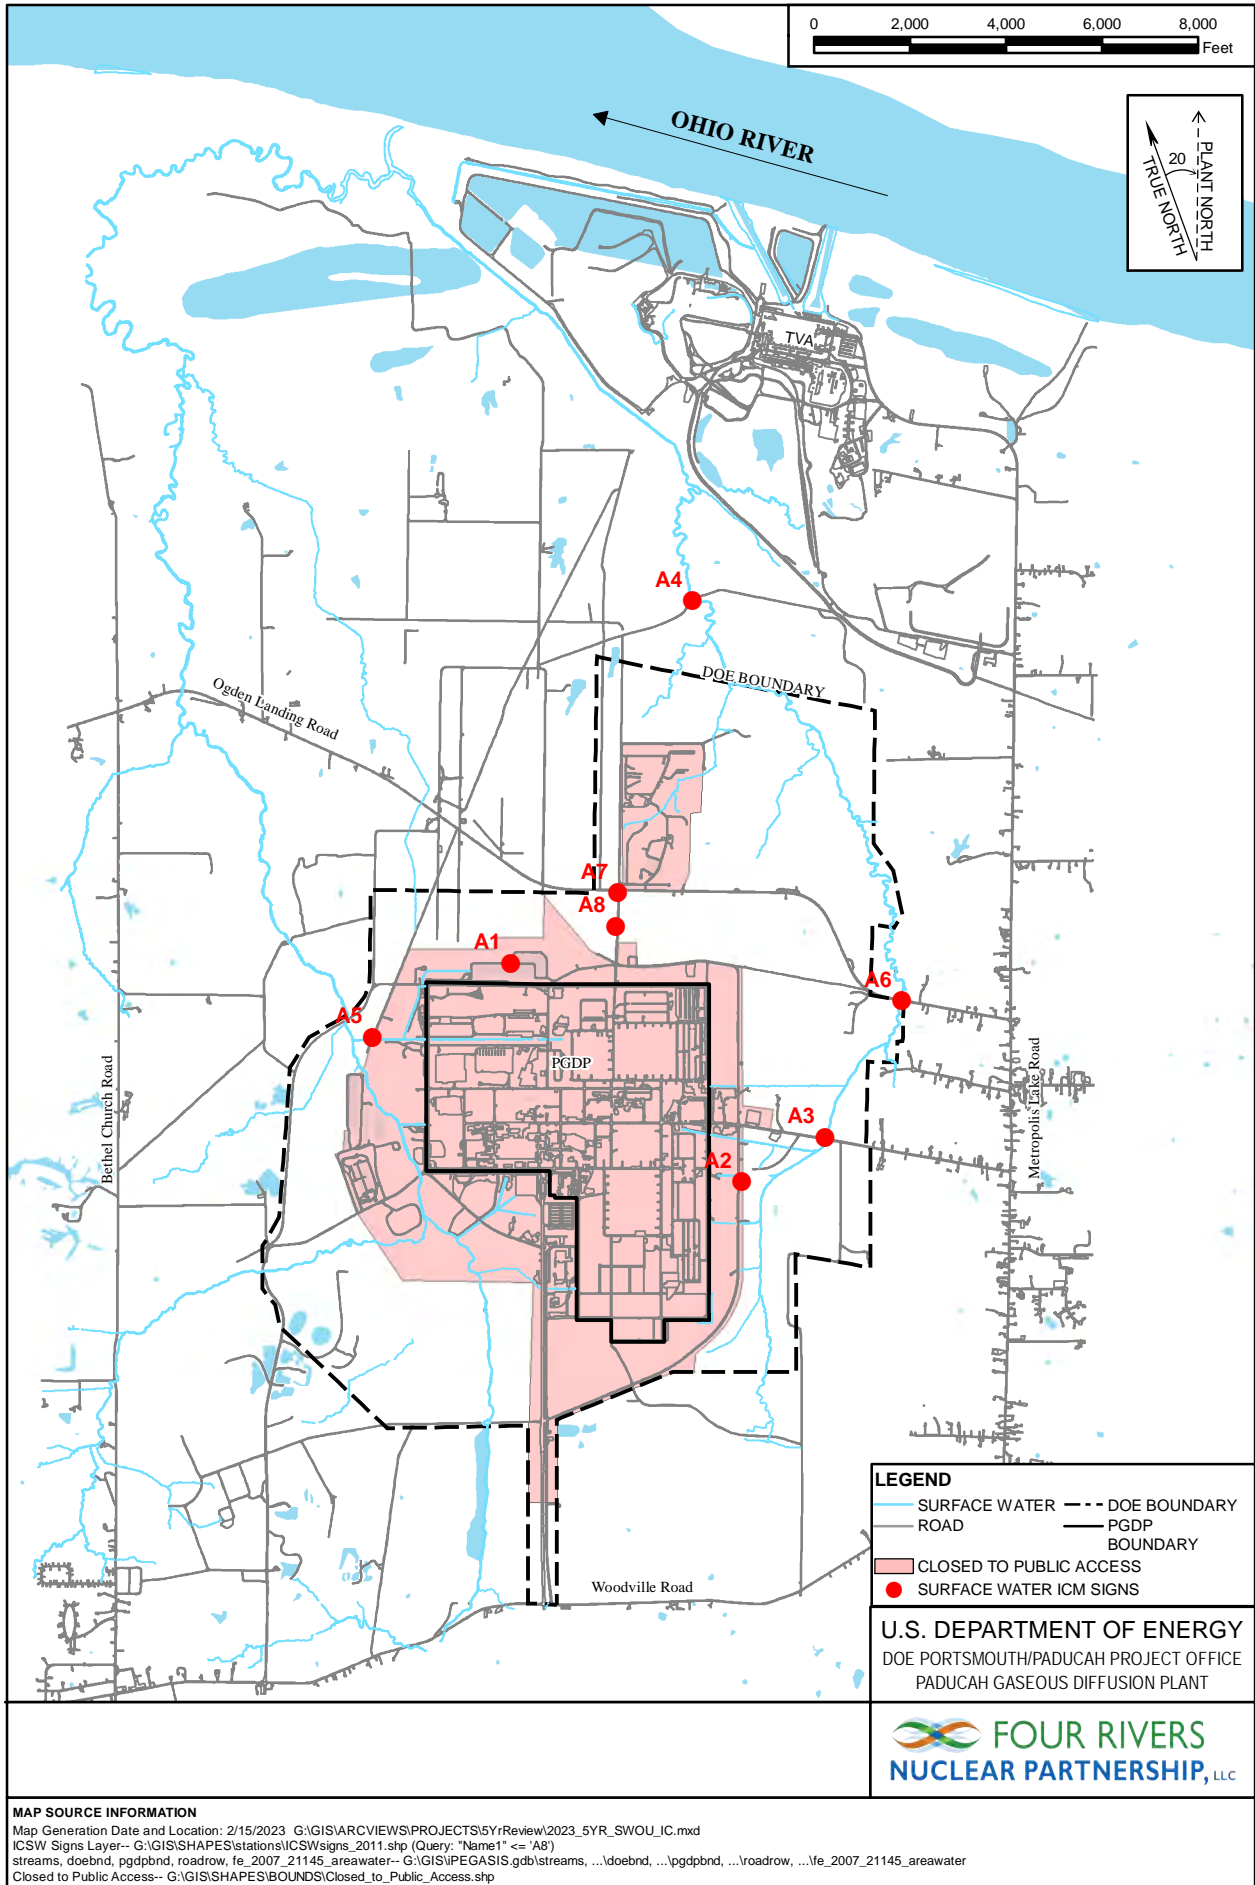 0 2,000 4,000 6,000 8,000
Feet
OHIO RIVER
20
TRUE NORTH
PLANT NORTH
TVA
A4
DOE BOUNDARY
Ogden Landing Road
A7
A8
A1
A6
A5
PGDP
Bethel Church Road
Metropolis Lake Road
A3
A2
Woodville Road
LEGEND
SURFACE WATER
DOE BOUNDARY
ROAD
PGDP
BOUNDARY
CLOSED TO PUBLIC ACCESS
SURFACE WATER ICM SIGNS
U.S. DEPARTMENT OF ENERGY
DOE PORTSMOUTH/PADUCAH PROJECT OFFICE
PADUCAH GASEOUS DIFFUSION PLANT
FOUR RIVERS
NUCLEAR PARTNERSHIP, LLC
MAP SOURCE INFORMATION
Map Generation Date and Location: 2/15/2023 G:\GIS\ARCVIEWS\PROJECTS\5YrReview\2023_5YR_SWOU_IC.mxd
ICSW Signs Layer-- G:\GIS\SHAPES\stations\ICSWsigns_2011.shp (Query: "Name1" <= 'A8')
streams, doebnd, pgdpbnd, roadrow, fe_2007_21145_areawater-- G:\GIS\iPEGASIS.gdb\streams, ...\doebnd, ...\pgdpbnd, ...\roadrow, ...\fe_2007_21145_areawater
Closed to Public Access-- G:\GIS\SHAPES\BOUNDS\Closed_to_Public_Access.shp